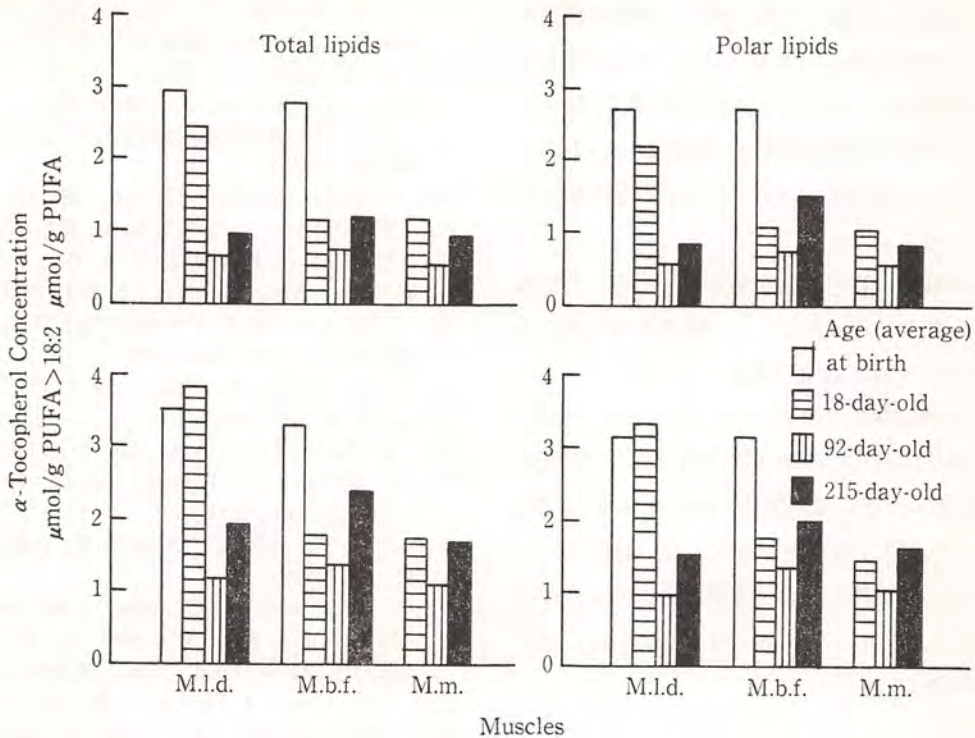 Total lipids
Polar lipids
4
3
2
1
0
4
3
2
1
0
α-Tocopherol Concentration
μmol/g PUFA>18:2 μmol/g PUFA
Age (average)
at birth
18-day-old
92-day-old
215-day-old
4
3
2
1
0
4
3
2
1
0
M.l.d. M.b.f. M.m.
M.l.d. M.b.f. M.m.
Muscles